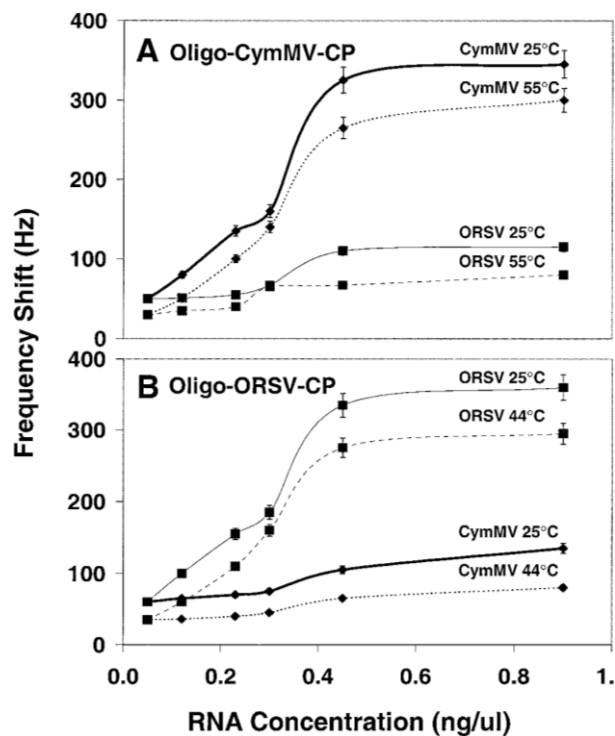 A Oligo-CymMV-CP
CymMV 25°C
CymMV 55°C
ORSV 25°C
ORSV 55°C
400
300
200
100
0
B Oligo-ORSV-CP
ORSV 25°C
ORSV 44°C
CymMV 25°C
CymMV 44°C
400
300
200
100
0
Frequency Shift (Hz)
0.0 0.2 0.4 0.6 0.8 1.
RNA Concentration (ng/ul)